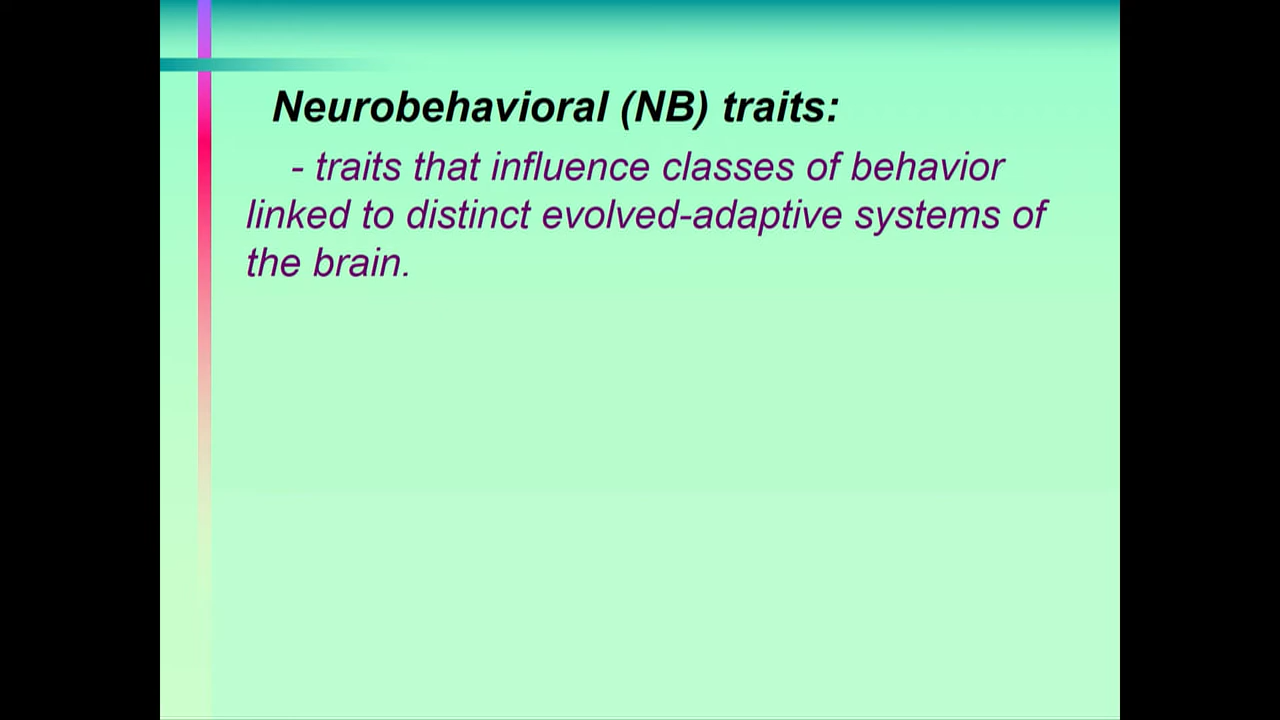 Neurobehavioral (NB) traits:
- traits that influence classes of behavior
linked to distinct evolved-adaptive systems of
the brain.